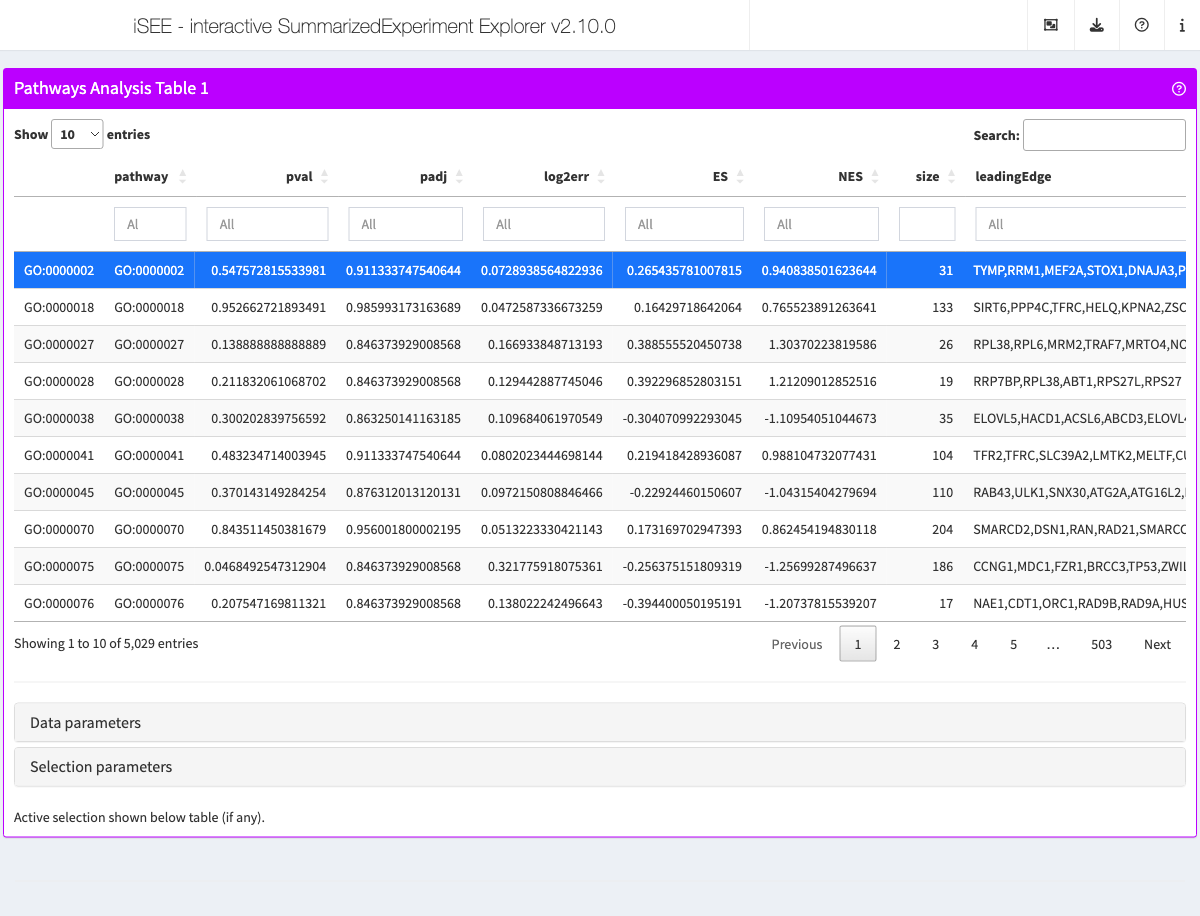 iSEE - interactive SummarizedExperiment Explorer v2.10.0
Pathways Analysis Table 1
Show 10 entries Search:
pathway pval padj log2err ES NES size leadingEdge
Al All All All All All All
GO:0000002 GO:0000002 0.547572815533981 0.911333747540644 0.0728938564822936 0.265435781007815 0.940838501623644 31 TYMP,RRM1,MEF2A,STOX1,DNAJA3,P
GO:0000018 GO:0000018 0.952662721893491 0.985993173163689 0.0472587336673259 0.16429718642064 0.765523891263641 133 SIRT6,PPP4C,TFRC,HELQ,KPNA2,ZSC
GO:0000027 GO:0000027 0.138888888888889 0.846373929008568 0.166933848713193 0.388555520450738 1.30370223819586 26 RPL38,RPL6,MRM2,TRAF7,MRTO4,NO
GO:0000028 GO:0000028 0.211832061068702 0.846373929008568 0.129442887745046 0.392296852803151 1.21209012852516 19 RRP7BP,RPL38,ABT1,RPS27L,RPS27
GO:0000038 GO:0000038 0.300202839756592 0.863250141163185 0.109684061970549 -0.304070992293045 -1.10954051044673 35 ELOVL5,HACD1,ACSL6,ABCD3,ELOVL4
GO:0000041 GO:0000041 0.483234714003945 0.911333747540644 0.0802023444698144 0.219418428936087 0.988104732077431 104 TFR2,TFRC,SLC39A2,LMTK2,MELTF,CU
GO:0000045 GO:0000045 0.370143149284254 0.876312013120131 0.0972150808846466 -0.22924460150607 -1.04315404279694 110 RAB43,ULK1,SNX30,ATG2A,ATG16L2,
GO:0000070 GO:0000070 0.843511450381679 0.956001800002195 0.0513223330421143 0.173169702947393 0.862454194830118 204 SMARCD2,DSN1,RAN,RAD21,SMARCC
GO:0000075 GO:0000075 0.0468492547312904 0.846373929008568 0.321775918075361 -0.256375151809319 -1.25699287496637 186 CCNG1,MDC1,FZR1,BRCC3,TP53,ZWIL
GO:0000076 GO:0000076 0.207547169811321 0.846373929008568 0.138022242496643 -0.394400050195191 -1.20737815539207 17 NAE1,CDT1,ORC1,RAD9B,RAD9A,HUS
Showing 1 to 10 of 5,029 entries Previous 1 2 3 4 5 … 503 Next
Data parameters
Selection parameters
Active selection shown below table (if any).